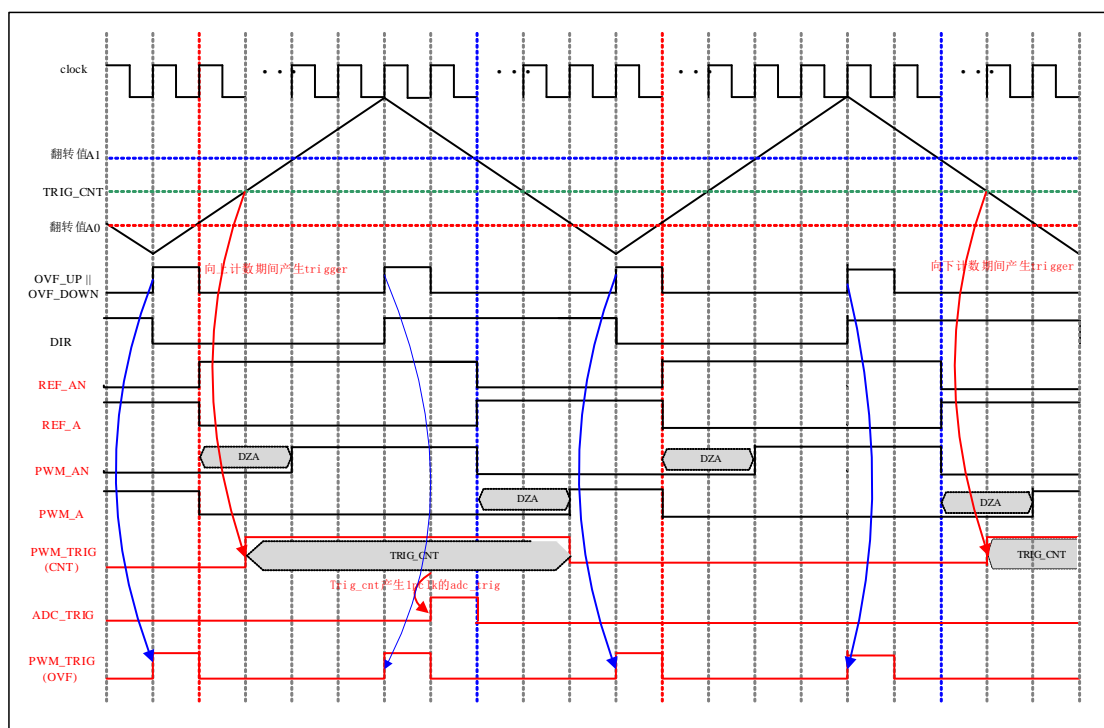 clock
翻转值A1
TRIG_CNT
翻转值A0
向上计数期间产生trigger
向下计数期间产生trigger
OVF_UP ||
OVF_DOWN
DIR
REF_AN
REF_A
DZA
DZA
PWM_AN
DZA
DZA
PWM_A
PWM_TRIG
(CNT)
TRIG_CNT
TRIG_CNT
Trig_cnt产生1pclk的adc_trig
ADC_TRIG
PWM_TRIG
(OVF)